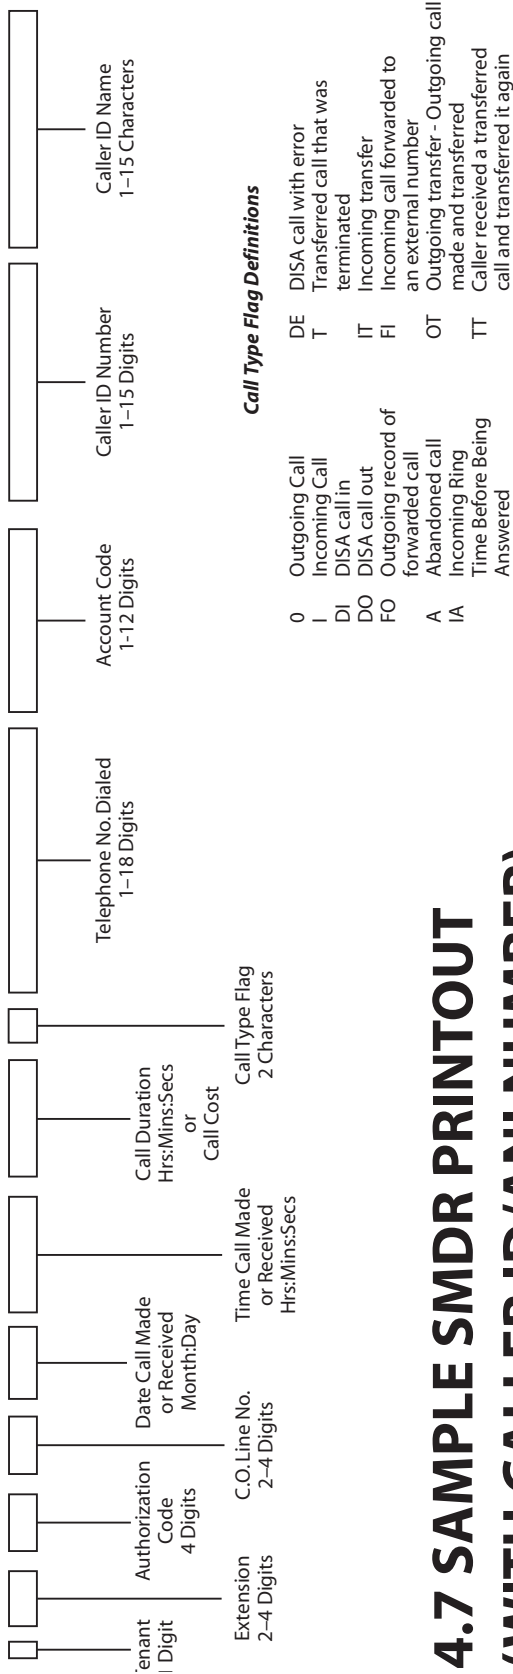 Tenant
1 Digit
Extension
2–4 Digits
Authorization
Code
4 Digits
C.O. Line No.
2–4 Digits
Date Call Made
or Received
Month:Day
Time Call Made
or Received
Hrs:Mins:Secs
Call Duration
Hrs:Mins:Secs
or
Call Cost
Call Type Flag
2 Characters
Telephone No. Dialed
1–18 Digits
Account Code
1-12 Digits
Caller ID Number
1–15 Digits
Caller ID Name
1–15 Characters
Call Type Flag Definitions
0 Outgoing Call
I Incoming Call
DI DISA call in
DO DISA call out
FO Outgoing record of
forwarded call
A Abandoned call
IA Incoming Ring
Time Before Being
Answered
DE DISA call with error
T Transferred call that was
terminated
IT Incoming transfer
FI Incoming call forwarded to
an external number
OT Outgoing transfer - Outgoing call
made and transferred
TT Caller received a transferred
call and transferred it again
4.7 SAMPLE SMDR PRINTOUT
(WITH CALLER ID/ANI NUMBER)